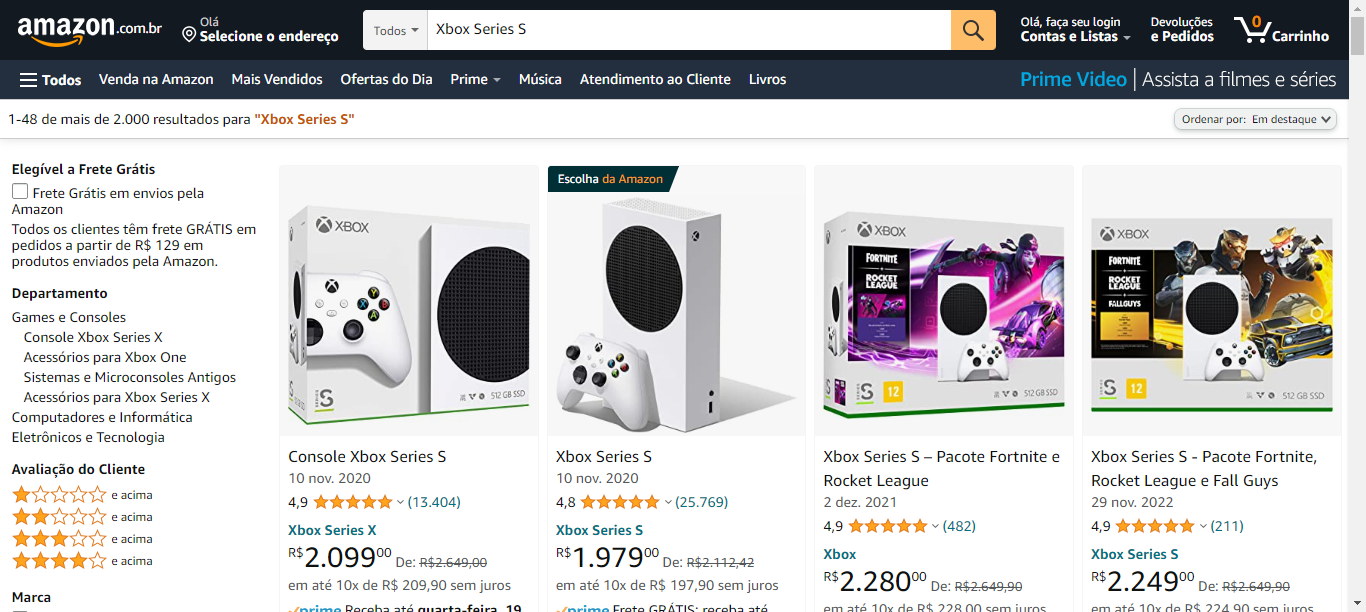 amazon.com.br
Olá
Selecione o endereço
Todos
Xbox Series S
Olá, faça seu login
Contas e Listas
Devoluções
e Pedidos
0
Carrinho
Todos
Venda na Amazon
Mais Vendidos
Ofertas do Dia
Prime
Música
Atendimento ao Cliente
Livros
Prime Video | Assista a filmes e séries
1-48 de mais de 2.000 resultados para "Xbox Series S"
Ordenar por: Em destaque
Elegível a Frete Grátis
Frete Grátis em envios pela
Amazon
Todos os clientes têm frete GRÁTIS em
pedidos a partir de R$ 129 em
produtos enviados pela Amazon.
Departamento
Games e Consoles
Console Xbox Series X
Acessórios para Xbox One
Sistemas e Microconsoles Antigos
Acessórios para Xbox Series X
Computadores e Informática
Eletrônicos e Tecnologia
Avaliação do Cliente
e acima
e acima
e acima
e acima
Marca
XBOX
SERIES S
512 GB SSD
Console Xbox Series S
10 nov. 2020
4,9 (13.404)
Xbox Series X
R$ 2.09900 De: R$2.649,00
em até 10x de R$ 209,90 sem juros
prime Receba até quarta-feira, 19
Escolha da Amazon
Xbox Series S
10 nov. 2020
4,8 (25.769)
Xbox Series S
R$ 1.97900 De: R$2.112,42
em até 10x de R$ 197,90 sem juros
prime Frete GRÁTIS: receba até
XBOX
FORTNITE
ROCKET
LEAGUE
SERIES S
12
512 GB SSD
Xbox Series S – Pacote Fortnite e
Rocket League
2 dez. 2021
4,9 (482)
Xbox
R$ 2.28000 De: R$2.649,90
em até 10x de R$ 228,00 sem juros
XBOX
FORTNITE
ROCKET
LEAGUE
FALL GUYS
SERIES S
12
512 GB SSD
Xbox Series S - Pacote Fortnite,
Rocket League e Fall Guys
29 nov. 2022
4,9 (211)
Xbox Series S
R$ 2.24900 De: R$2.649,90
em até 10x de R$ 224,90 sem juros